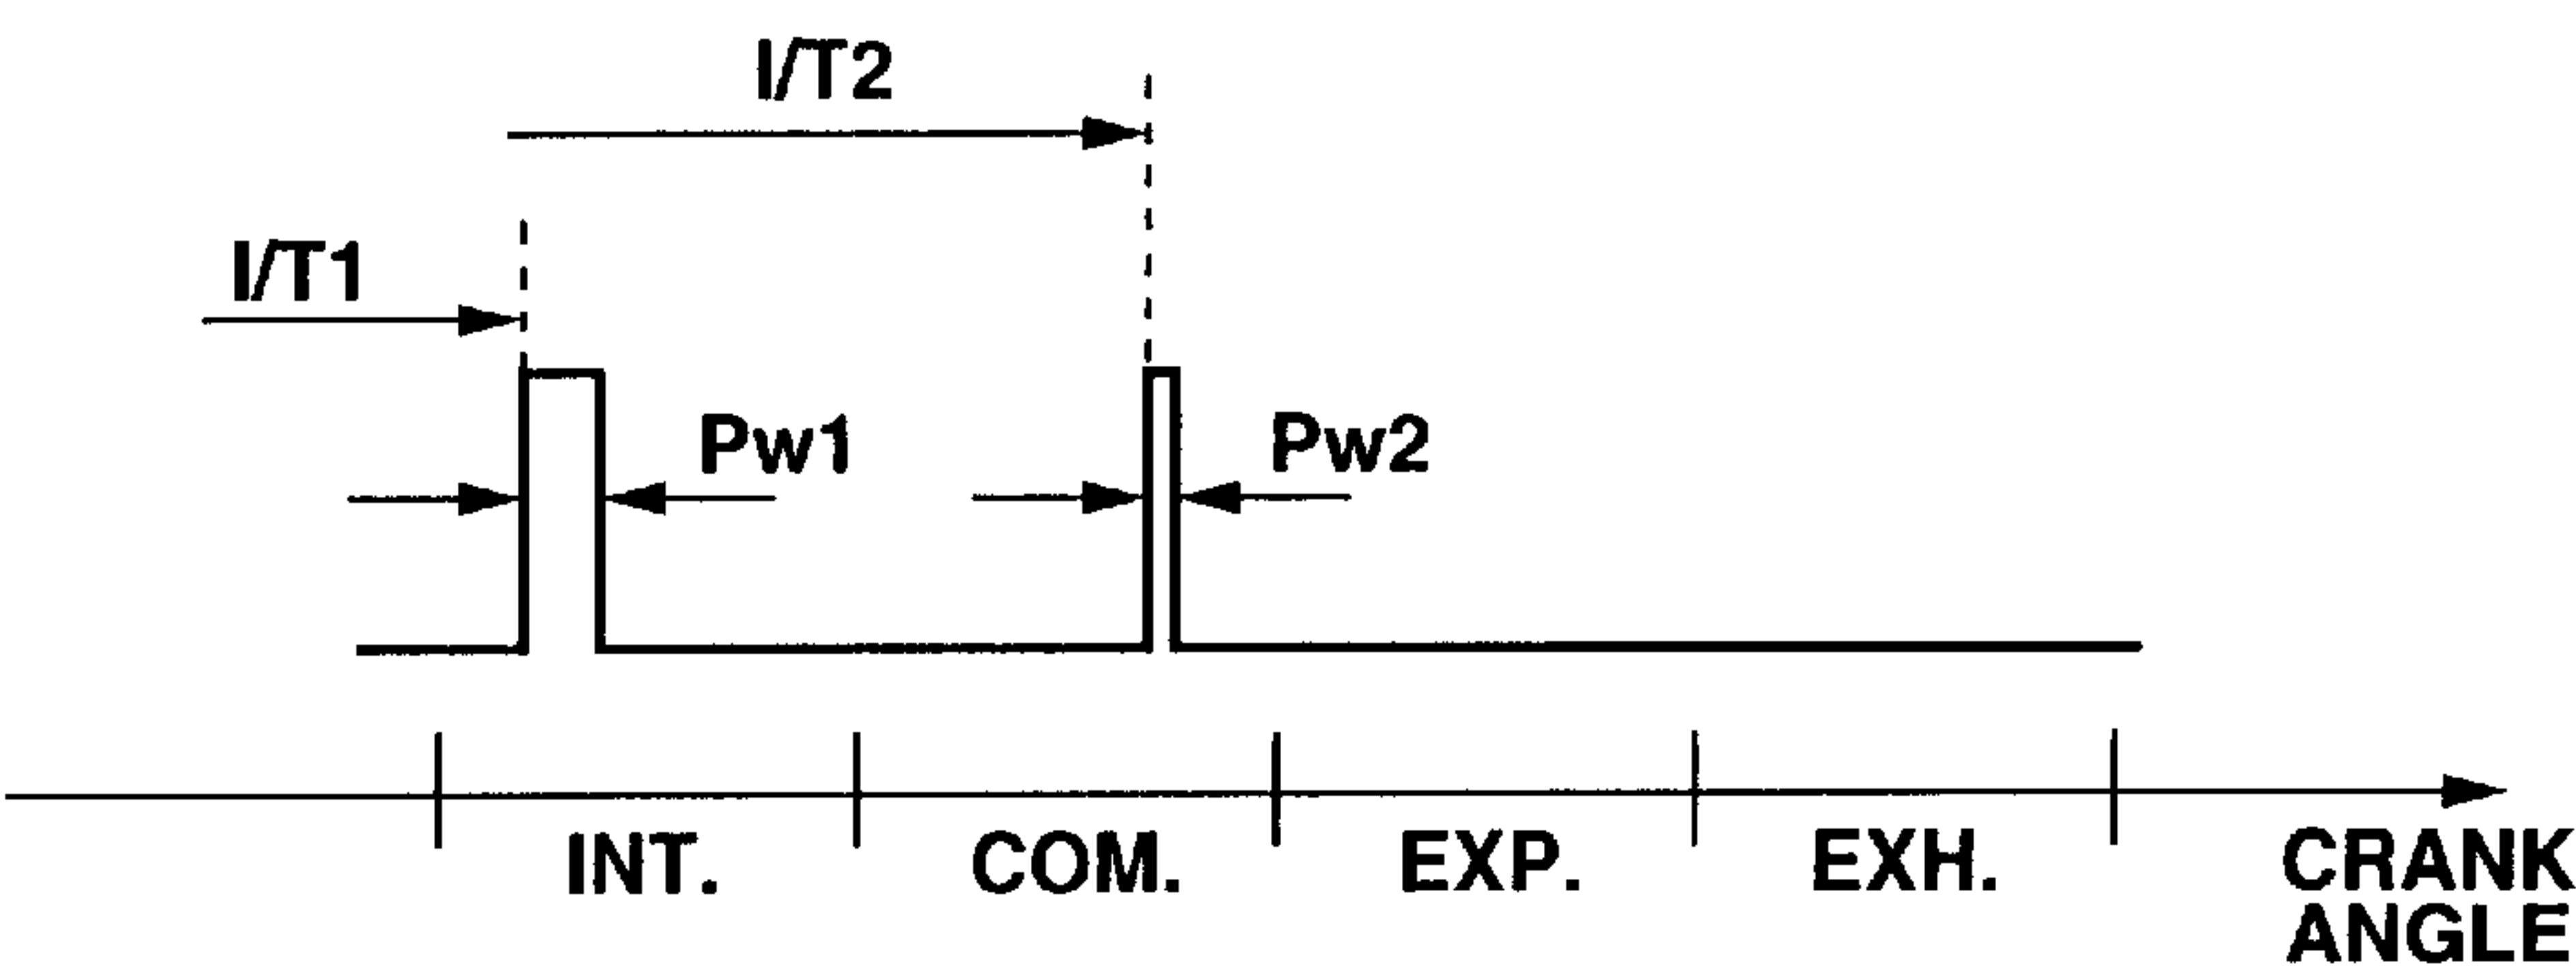 I/T2
I/T1
Pw1
Pw2
INT.
COM.
EXP.
EXH.
CRANK
ANGLE